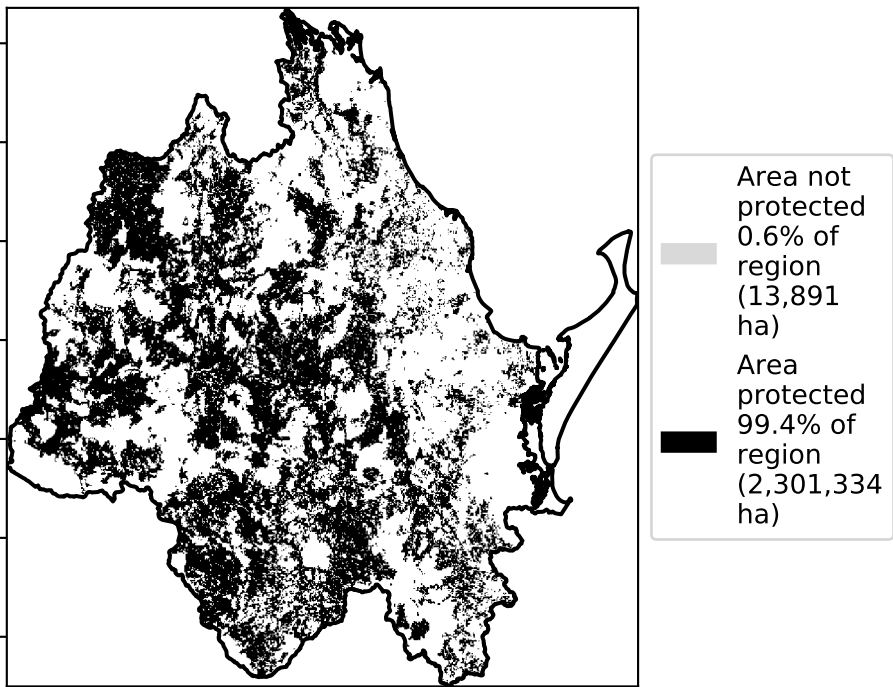 Area not
protected
0.6% of
region
(13,891
ha)
Area
protected
99.4% of
region
(2,301,334
ha)